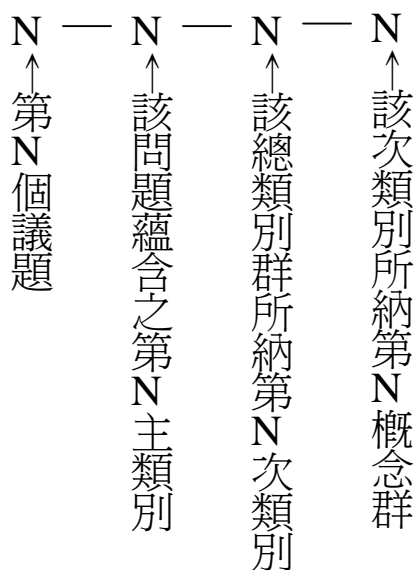 N — N — N — N
↑ ↑ ↑ ↑
第N個議題
該問題蘊含之第N主類別
該總類別群所納第N次類別
該次類別所納第N概念群